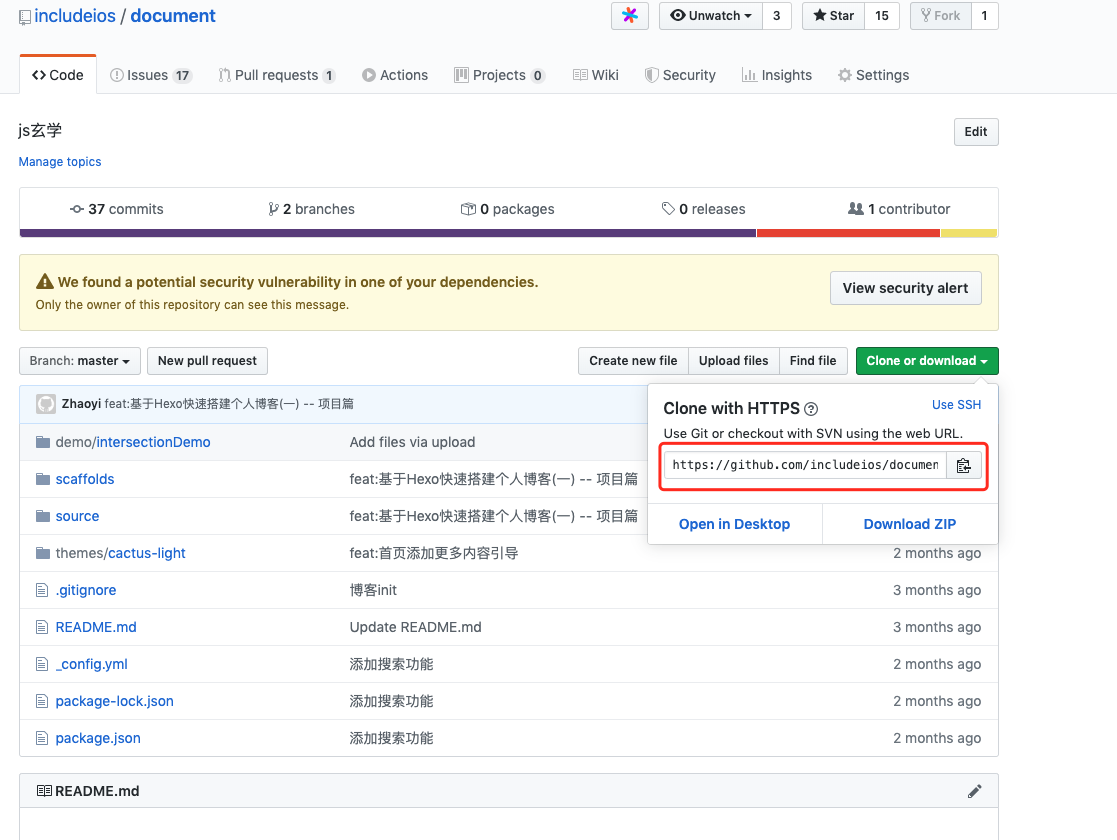 includeios / document Unwatch 3 Star 15 Fork 1
Code Issues 17 Pull requests 1 Actions Projects 0 Wiki Security Insights Settings
js玄学 Edit
Manage topics
37 commits 2 branches 0 packages 0 releases 1 contributor
We found a potential security vulnerability in one of your dependencies.
Only the owner of this repository can see this message.
View security alert
Branch: master New pull request Create new file Upload files Find file Clone or download
Zhaoyi feat:基于Hexo快速搭建个人博客(一) -- 项目篇
Clone with HTTPS ? Use SSH
Use Git or checkout with SVN using the web URL.
https://github.com/includeios/documen
Open in Desktop Download ZIP
demo/intersectionDemo Add files via upload
scaffolds feat:基于Hexo快速搭建个人博客(一) -- 项目篇
source feat:基于Hexo快速搭建个人博客(一) -- 项目篇
themes/cactus-light feat:首页添加更多内容引导 2 months ago
.gitignore 博客init 3 months ago
README.md Update README.md 3 months ago
_config.yml 添加搜索功能 2 months ago
package-lock.json 添加搜索功能 2 months ago
package.json 添加搜索功能 2 months ago
README.md